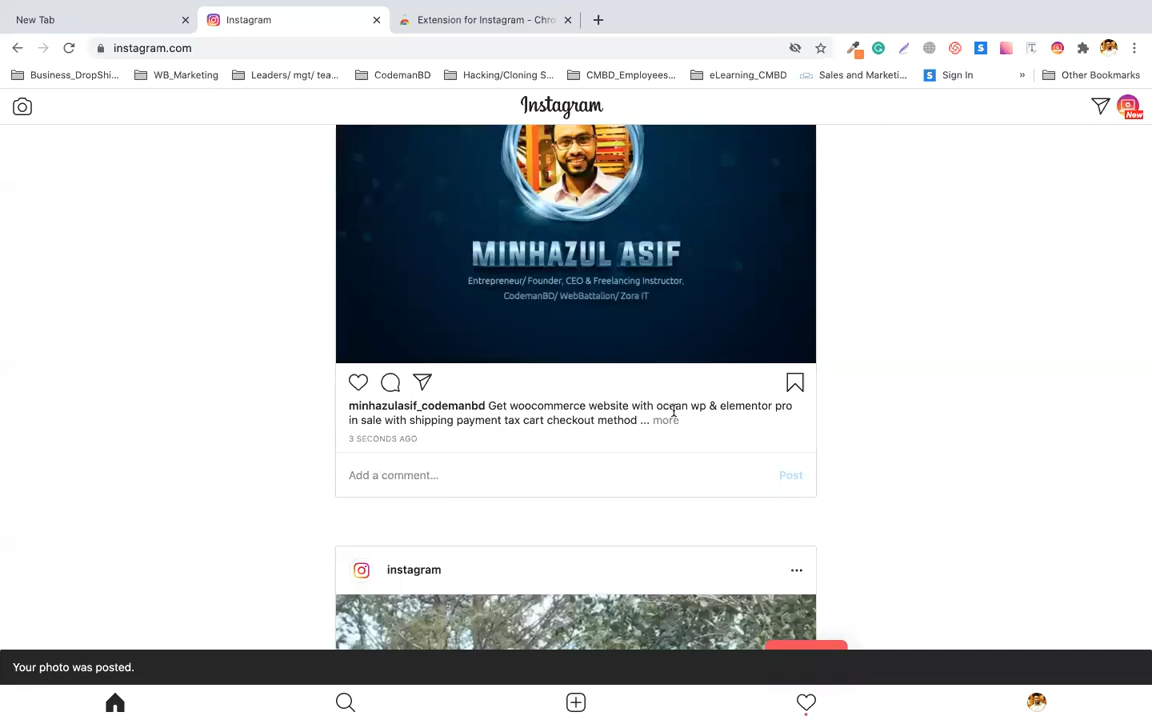 New Tab
Instagram
Extension for Instagram - Chro
instagram.com
Business_DropShi...
WB_Marketing
Leaders/ mgt/ tea...
CodemanBD
Hacking/Cloning S...
CMBD_Employees...
eLearning_CMBD
Sales and Marketi...
S
Sign In
»
Other Bookmarks
Instagram
New
MINHAZUL ASIF
Entrepreneur/ Founder, CEO & Freelancing Instructor,
CodemanBD/ WebBattalion/ Zora IT
minhazulasif_codemanbd Get woocommerce website with ocean wp & elementor pro
in sale with shipping payment tax cart checkout method ... more
3 SECONDS AGO
Add a comment...
Post
instagram
Your photo was posted.